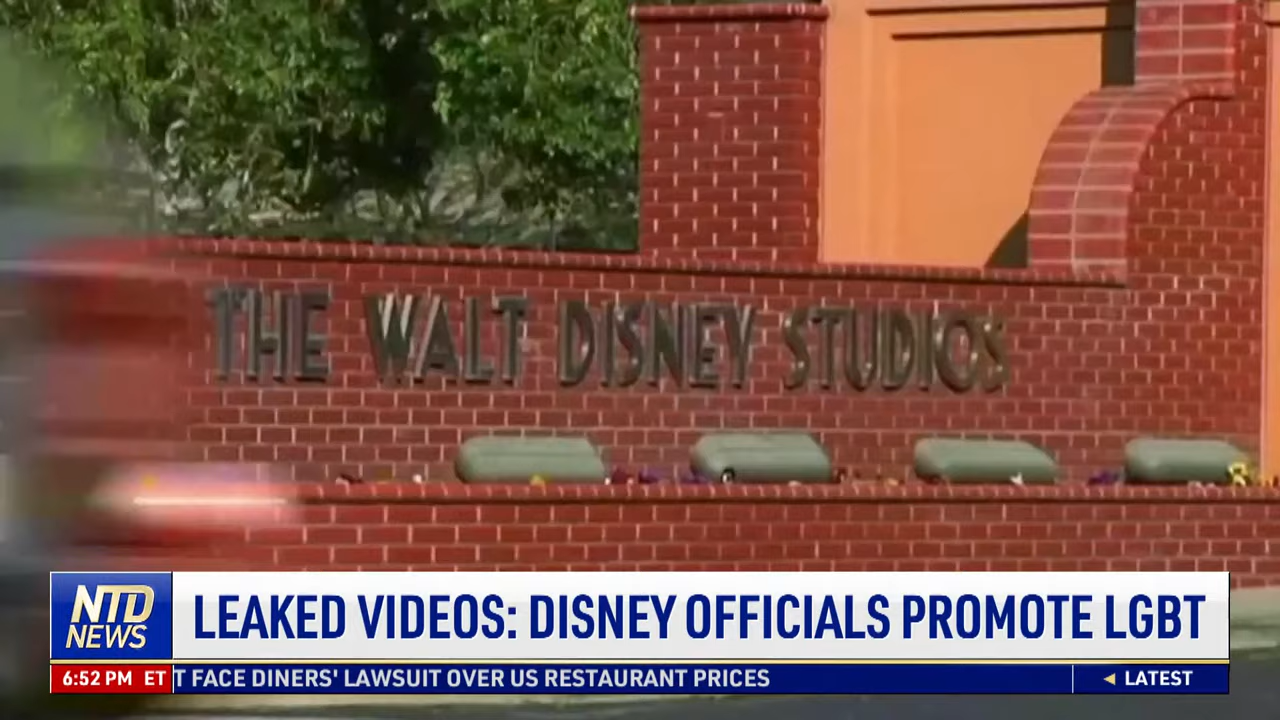 THE WALT DISNEY STUDIOS
NTD
NEWS
LEAKED VIDEOS: DISNEY OFFICIALS PROMOTE LGBT
6:52 PM ET
T FACE DINERS' LAWSUIT OVER US RESTAURANT PRICES
LATEST